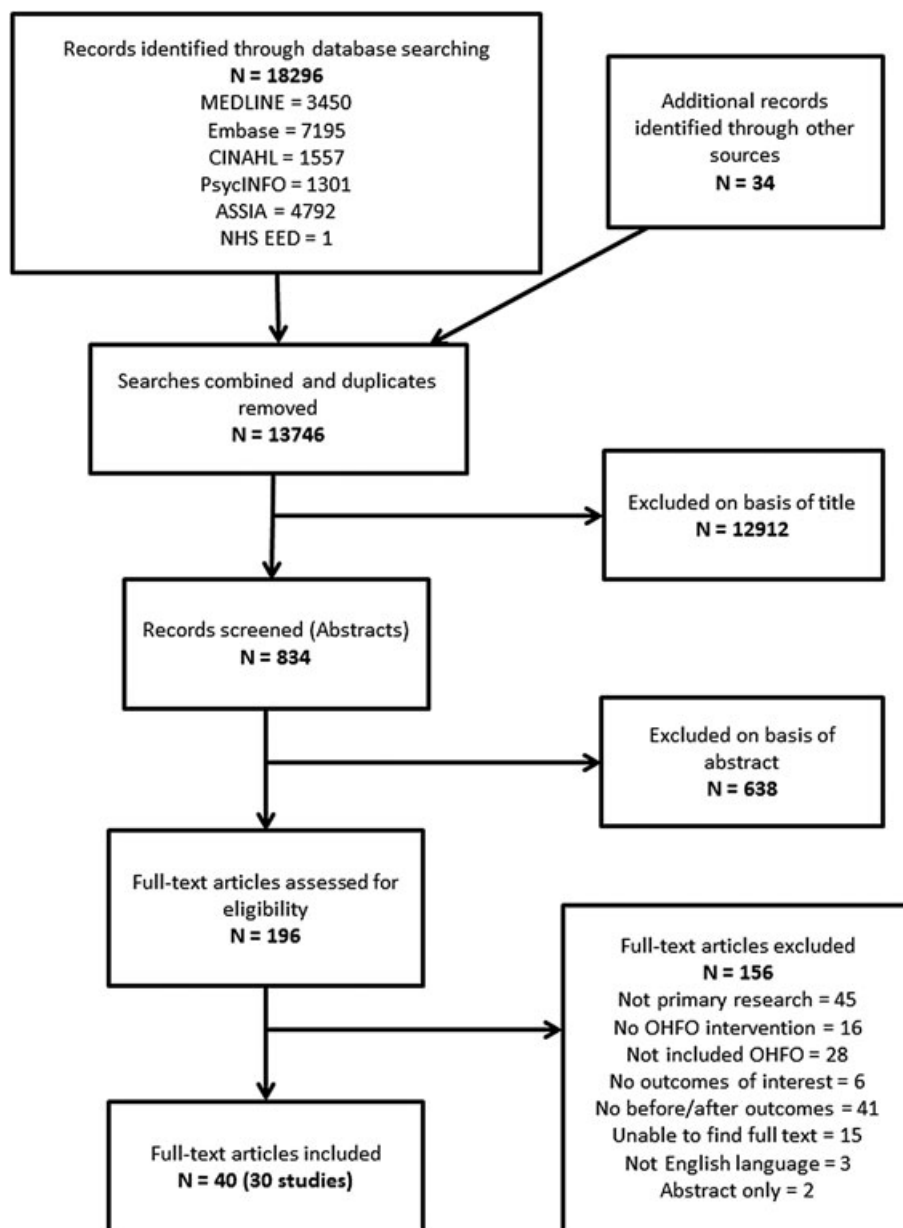 Records identified through database searching
N = 18296
MEDLINE = 3450
Embase = 7195
CINAHL = 1557
PsycINFO = 1301
ASSIA = 4792
NHS EED = 1
Additional records
identified through other
sources
N = 34
Searches combined and duplicates
removed
N = 13746
Excluded on basis of title
N = 12912
Records screened (Abstracts)
N = 834
Excluded on basis of
abstract
N = 638
Full-text articles assessed for
eligibility
N = 196
Full-text articles excluded
N = 156
Not primary research = 45
No OHFO intervention = 16
Not included OHFO = 28
No outcomes of interest = 6
No before/after outcomes = 41
Unable to find full text = 15
Not English language = 3
Abstract only = 2
Full-text articles included
N = 40 (30 studies)